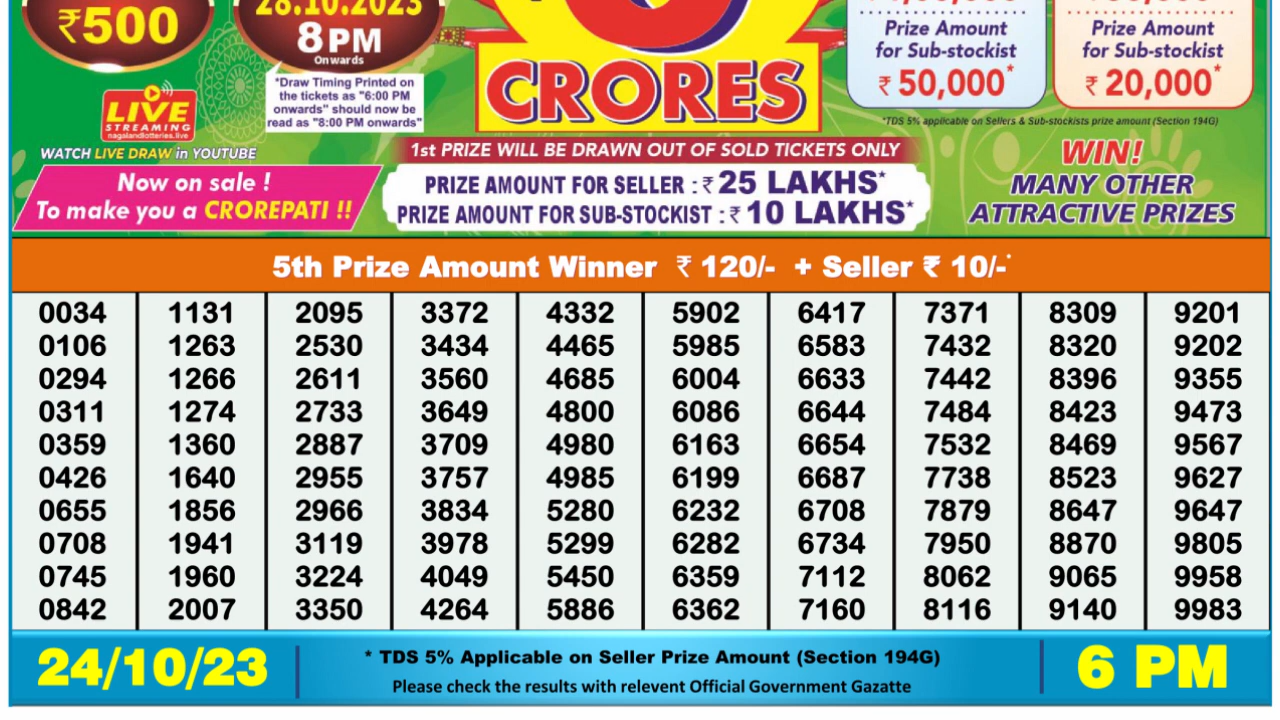 ₹500
28.10.2023
8PM
Onwards
*Draw Timing Printed on
the tickets as "6:00 PM
onwards" should now be
read as "8:00 PM onwards"
LIVE
STREAMING
nagalandlotteries.live
WATCH LIVE DRAW in YOUTUBE
Now on sale !
To make you a CROREPATI !!
CRORES
1st PRIZE WILL BE DRAWN OUT OF SOLD TICKETS ONLY
PRIZE AMOUNT FOR SELLER : ₹ 25 LAKHS*
PRIZE AMOUNT FOR SUB-STOCKIST : ₹ 10 LAKHS*
Prize Amount
for Sub-stockist
₹ 50,000*
Prize Amount
for Sub-stockist
₹ 20,000*
*TDS 5% applicable on Sellers & Sub-stockists prize amount (Section 194G)
WIN!
MANY OTHER
ATTRACTIVE PRIZES
5th Prize Amount Winner ₹ 120/- + Seller ₹ 10/-*
0034 1131 2095 3372 4332 5902 6417 7371 8309 9201
0106 1263 2530 3434 4465 5985 6583 7432 8320 9202
0294 1266 2611 3560 4685 6004 6633 7442 8396 9355
0311 1274 2733 3649 4800 6086 6644 7484 8423 9473
0359 1360 2887 3709 4980 6163 6654 7532 8469 9567
0426 1640 2955 3757 4985 6199 6687 7738 8523 9627
0655 1856 2966 3834 5280 6232 6708 7879 8647 9647
0708 1941 3119 3978 5299 6282 6734 7950 8870 9805
0745 1960 3224 4049 5450 6359 7112 8062 9065 9958
0842 2007 3350 4264 5886 6362 7160 8116 9140 9983
24/10/23
* TDS 5% Applicable on Seller Prize Amount (Section 194G)
Please check the results with relevent Official Government Gazatte
6 PM